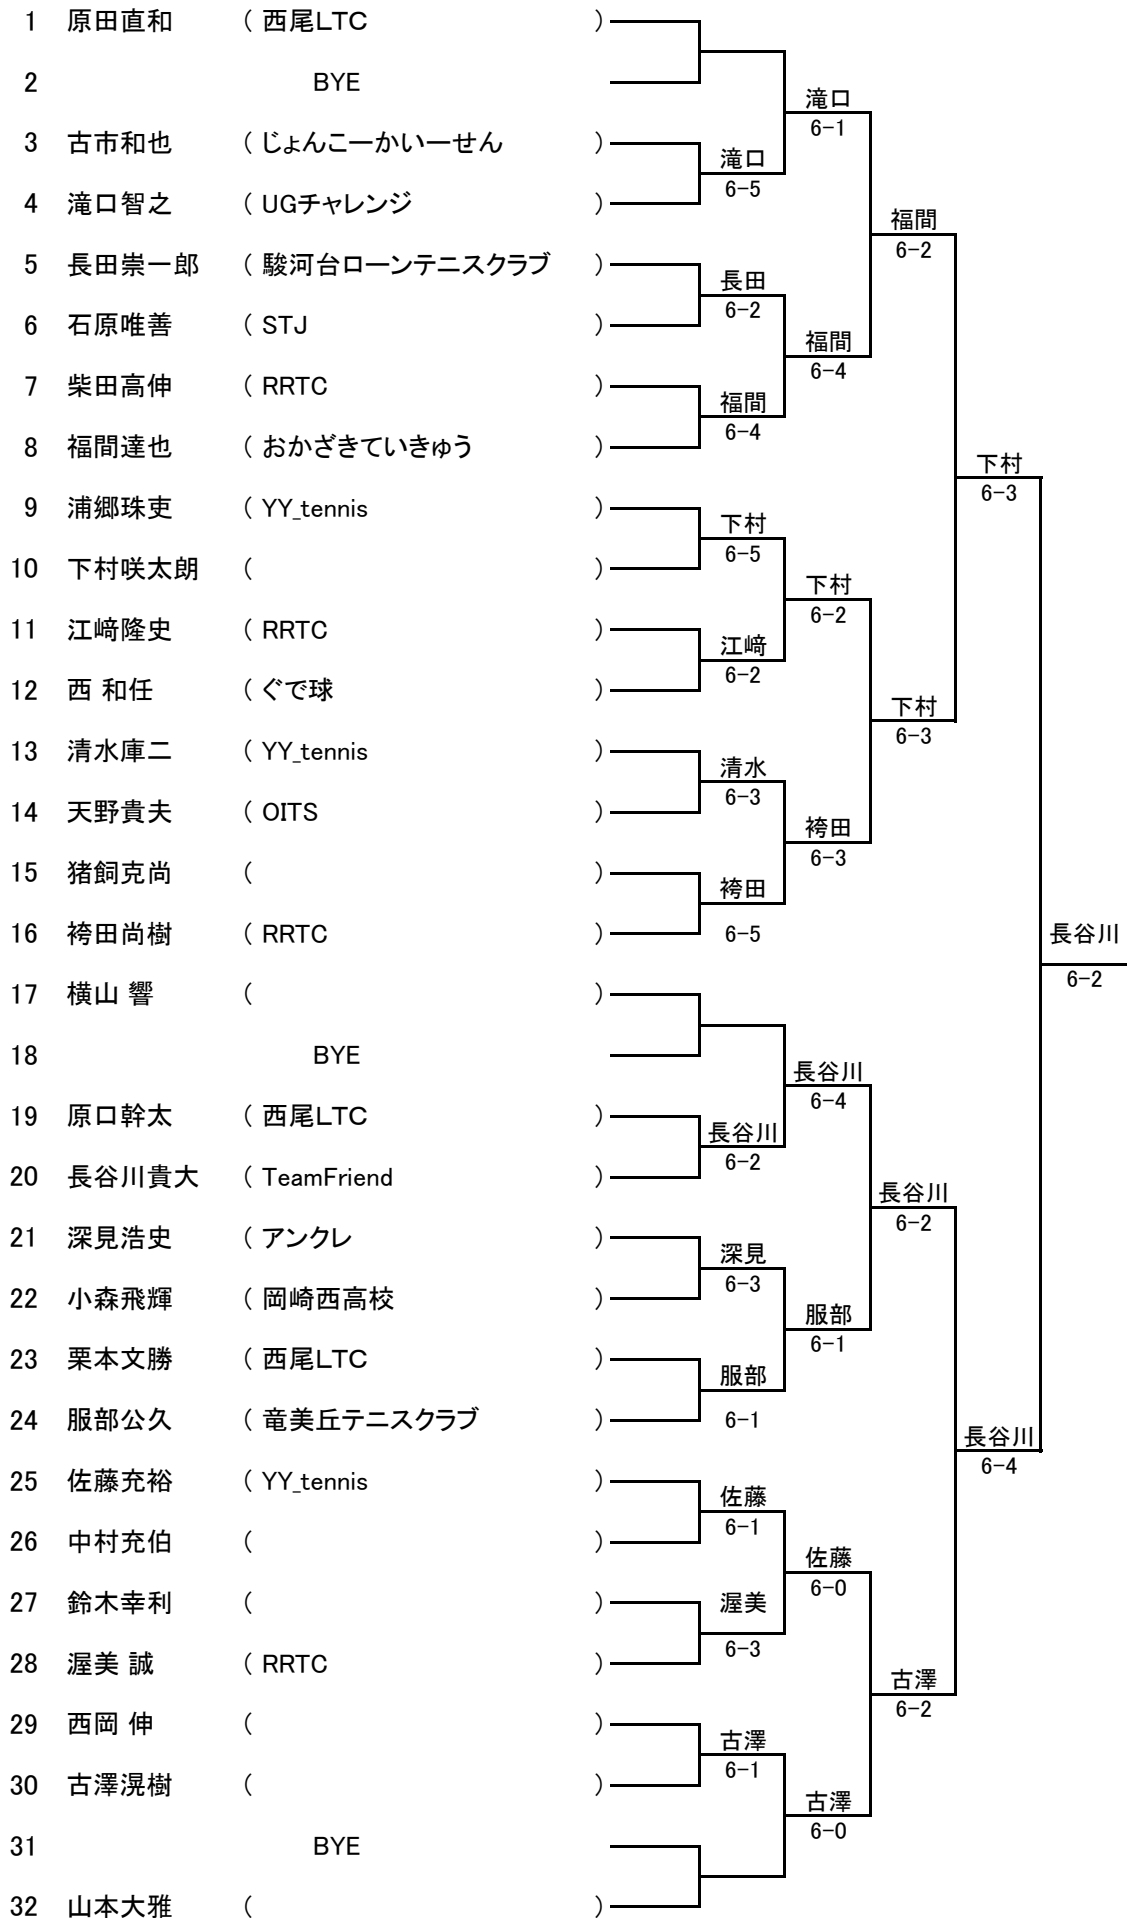 1 原田直和 ( 西尾LTC )
2 BYE
滝口
6-1
3 古市和也 ( じょんこーかいーせん )
滝口
6-5
4 滝口智之 ( UGチャレンジ )
福間
6-2
5 長田崇一郎 ( 駿河台ローンテニスクラブ )
長田
6-2
6 石原唯善 ( STJ )
福間
6-4
7 柴田高伸 ( RRTC )
福間
6-4
8 福間達也 ( おかざきていきゅう )
下村
6-3
9 浦郷珠吏 ( YY_tennis )
下村
6-5
10 下村咲太朗 ( )
下村
6-2
11 江﨑隆史 ( RRTC )
江﨑
6-2
12 西 和任 ( ぐで球 )
下村
6-3
13 清水庫二 ( YY_tennis )
清水
6-3
14 天野貴夫 ( OITS )
袴田
6-3
15 猪飼克尚 ( )
袴田
6-5
16 袴田尚樹 ( RRTC )
長谷川
6-2
17 横山 響 ( )
18 BYE
長谷川
6-4
19 原口幹太 ( 西尾LTC )
長谷川
6-2
20 長谷川貴大 ( TeamFriend )
長谷川
6-2
21 深見浩史 ( アンクレ )
深見
6-3
22 小森飛輝 ( 岡崎西高校 )
服部
6-1
23 栗本文勝 ( 西尾LTC )
服部
6-1
24 服部公久 ( 竜美丘テニスクラブ )
長谷川
6-4
25 佐藤充裕 ( YY_tennis )
佐藤
6-1
26 中村充伯 ( )
佐藤
6-0
27 鈴木幸利 ( )
渥美
6-3
28 渥美 誠 ( RRTC )
古澤
6-2
29 西岡 伸 ( )
古澤
6-1
30 古澤滉樹 ( )
古澤
6-0
31 BYE
32 山本大雅 ( )